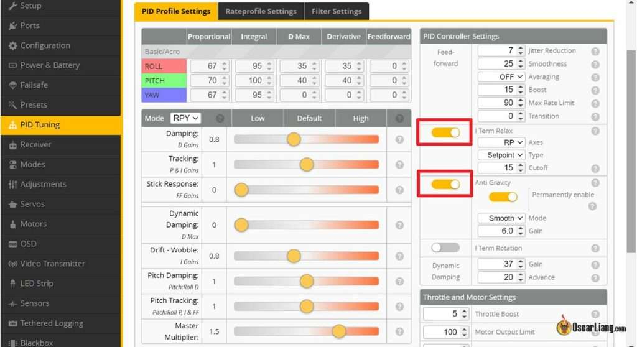 Setup
Ports
Configuration
Power & Battery
Failsafe
Presets
PID Tuning
Receiver
Modes
Adjustments
Servos
Motors
OSD
Video Transmitter
LED Strip
Sensors
Tethered Logging
Blackbox
PID Profile Settings Rateprofile Settings Filter Settings
Proportional Integral D Max Derivative Feedforward
Basic/Acro
ROLL 67 95 35 35 0
PITCH 70 100 40 40 0
YAW 67 95 0 0 0
Mode RPY Low Default High
Damping: 0.8
D Gains
Tracking: 1
P & I Gains
Stick Response: 0
FF Gains
Dynamic Damping: 0
D Max
Drift - Wobble: 0.8
I Gains
Pitch Damping: 1
Pitch:Roll D
Pitch Tracking: 1
Pitch:Roll P, I & FF
Master Multiplier: 1.5
PID Controller Settings
Feed-forward
7 Jitter Reduction
25 Smoothness
OFF Averaging
15 Boost
90 Max Rate Limit
0 Transition
I Term Relax
RP Axes
Setpoint Type
15 Cutoff
Anti Gravity
Permanently enable
Smooth Mode
6.0 Gain
I Term Rotation
Dynamic Damping
37 Gain
20 Advance
Throttle and Motor Settings
5 Throttle Boost
100 Motor Output Limit
OscarLiang.com